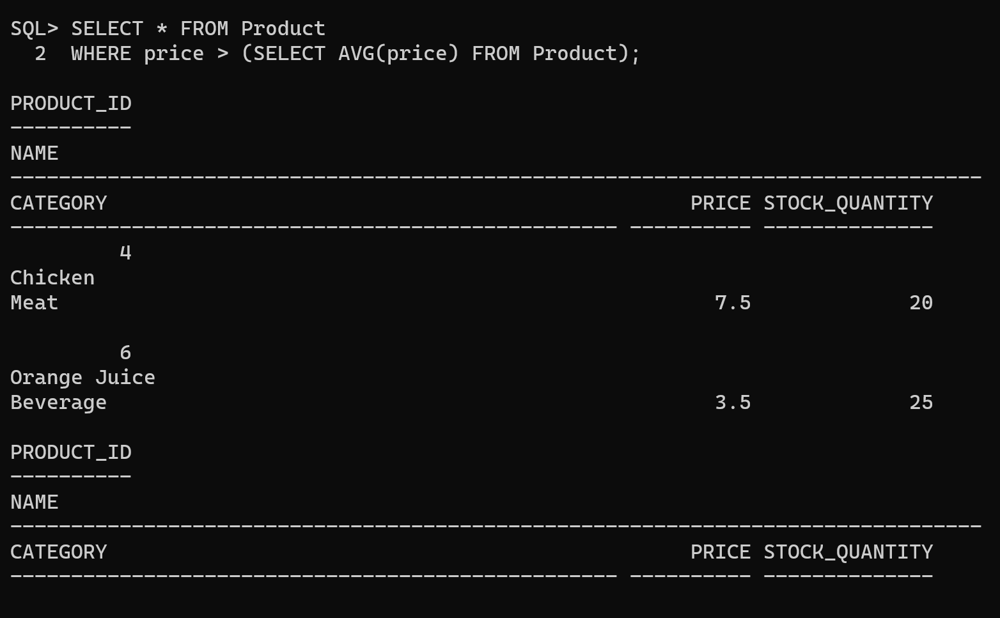 SQL> SELECT * FROM Product
  2  WHERE price > (SELECT AVG(price) FROM Product);
PRODUCT_ID
----------
NAME
--------------------------------------------------------------------------------
CATEGORY                                                PRICE STOCK_QUANTITY
-------------------------------------------------- ---------- --------------
         4
Chicken
Meat                                                      7.5             20
         6
Orange Juice
Beverage                                                  3.5             25
PRODUCT_ID
----------
NAME
--------------------------------------------------------------------------------
CATEGORY                                                PRICE STOCK_QUANTITY
-------------------------------------------------- ---------- --------------